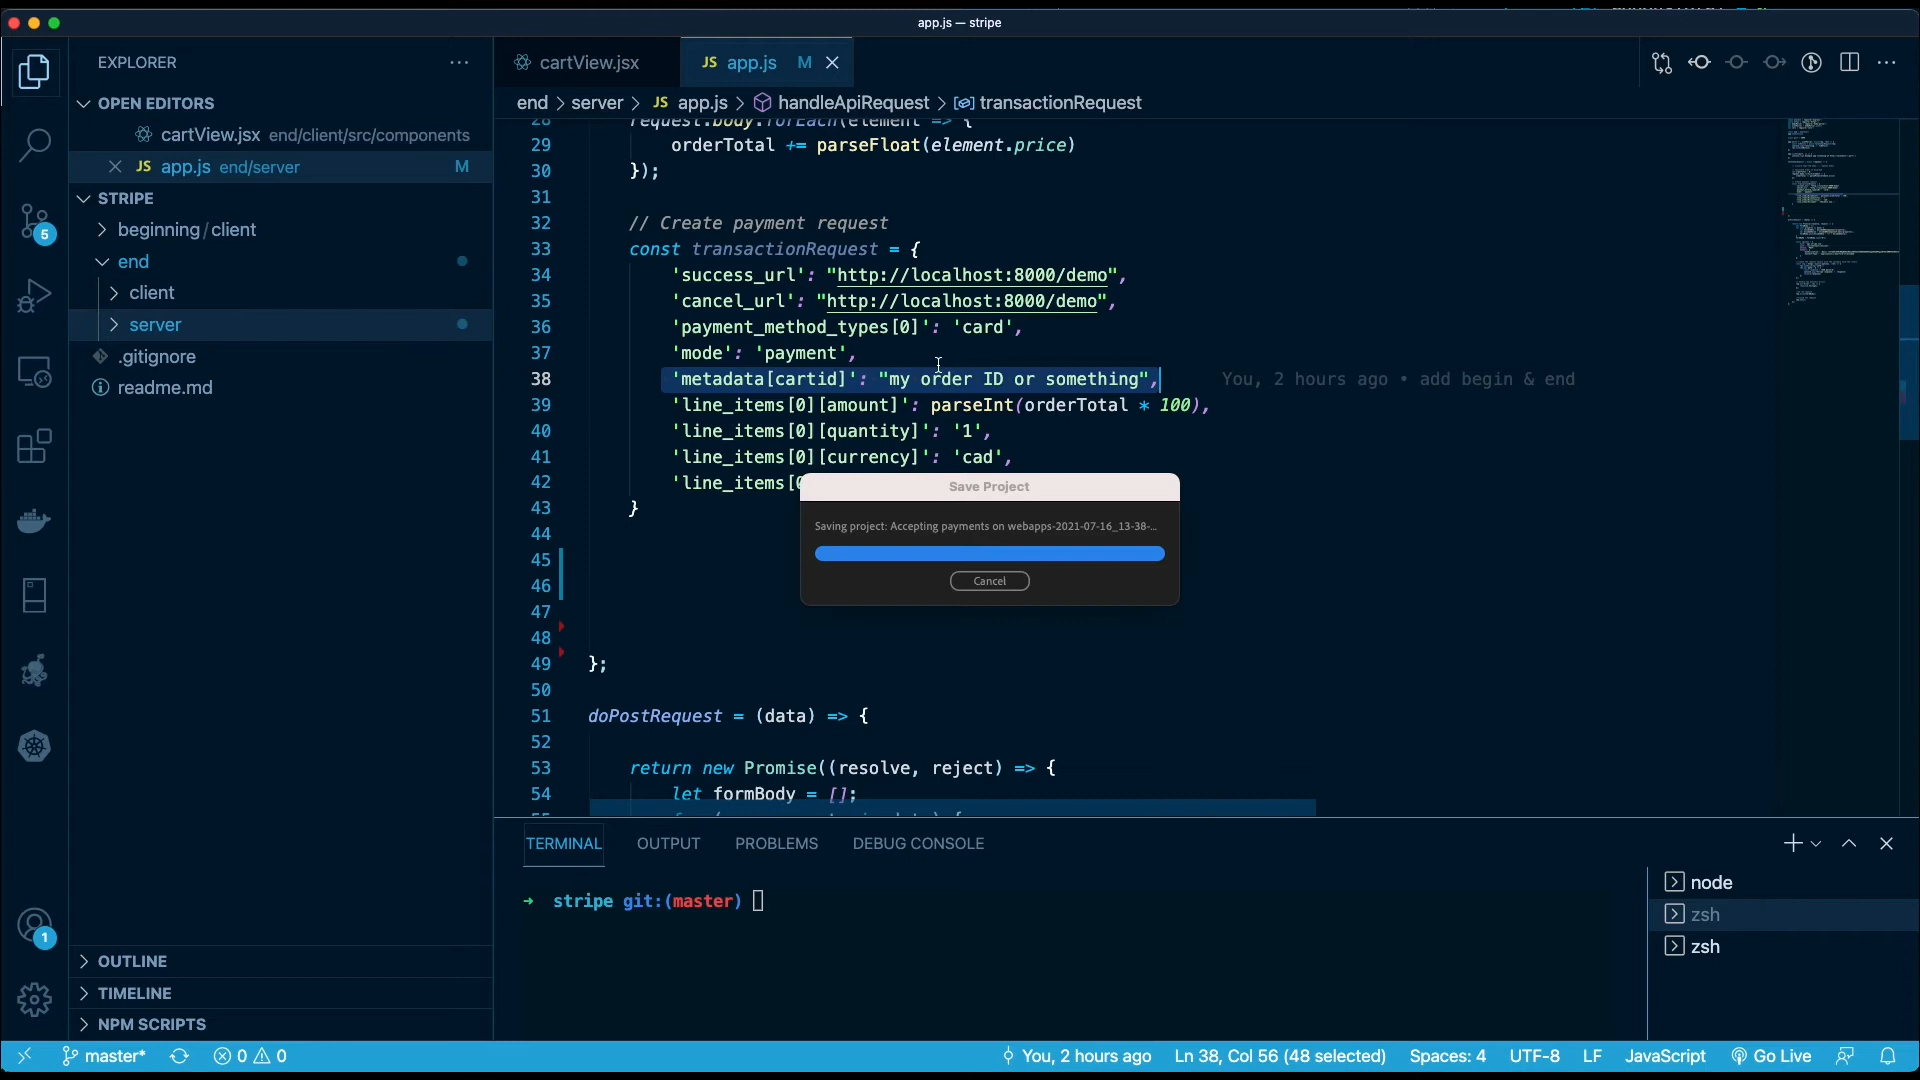 app.js — stripe
EXPLORER
cartView.jsx
JS app.js M
OPEN EDITORS
end > server > JS app.js > handleApiRequest > transactionRequest
cartView.jsx end/client/src/components
JS app.js end/server M
STRIPE
beginning/client
end
client
server
.gitignore
readme.md
5
1
28 request.body.forEach(element => {
29 orderTotal += parseFloat(element.price)
30 });
31
32 // Create payment request
33 const transactionRequest = {
34 'success_url': "http://localhost:8000/demo",
35 'cancel_url': "http://localhost:8000/demo",
36 'payment_method_types[0]': 'card',
37 'mode': 'payment',
38 'metadata[cartid]': "my order ID or something", You, 2 hours ago • add begin & end
39 'line_items[0][amount]': parseInt(orderTotal * 100),
40 'line_items[0][quantity]': '1',
41 'line_items[0][currency]': 'cad',
42 'line_items[0
43 }
44
45
46
47
48
49 };
50
51 doPostRequest = (data) => {
52
53 return new Promise((resolve, reject) => {
54 let formBody = [];
Save Project
Saving project: Accepting payments on webapps-2021-07-16_13-38-...
Cancel
TERMINAL OUTPUT PROBLEMS DEBUG CONSOLE
→ stripe git:(master)
node
zsh
zsh
OUTLINE
TIMELINE
NPM SCRIPTS
master* 0 0 You, 2 hours ago Ln 38, Col 56 (48 selected) Spaces: 4 UTF-8 LF JavaScript Go Live